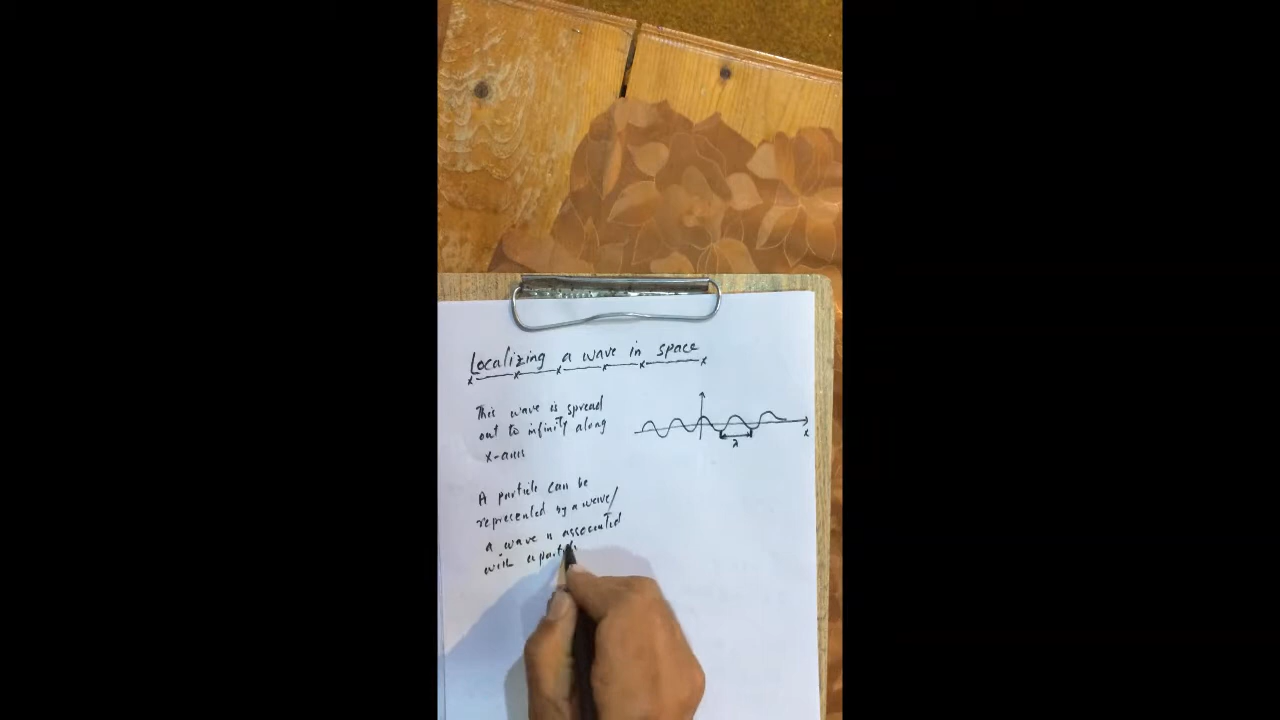 Localizing a wave in space
This wave is spread
out to infinity along
x-axis
λ
x
A particle can be
represented by a wave/
a wave is associated
with a particle